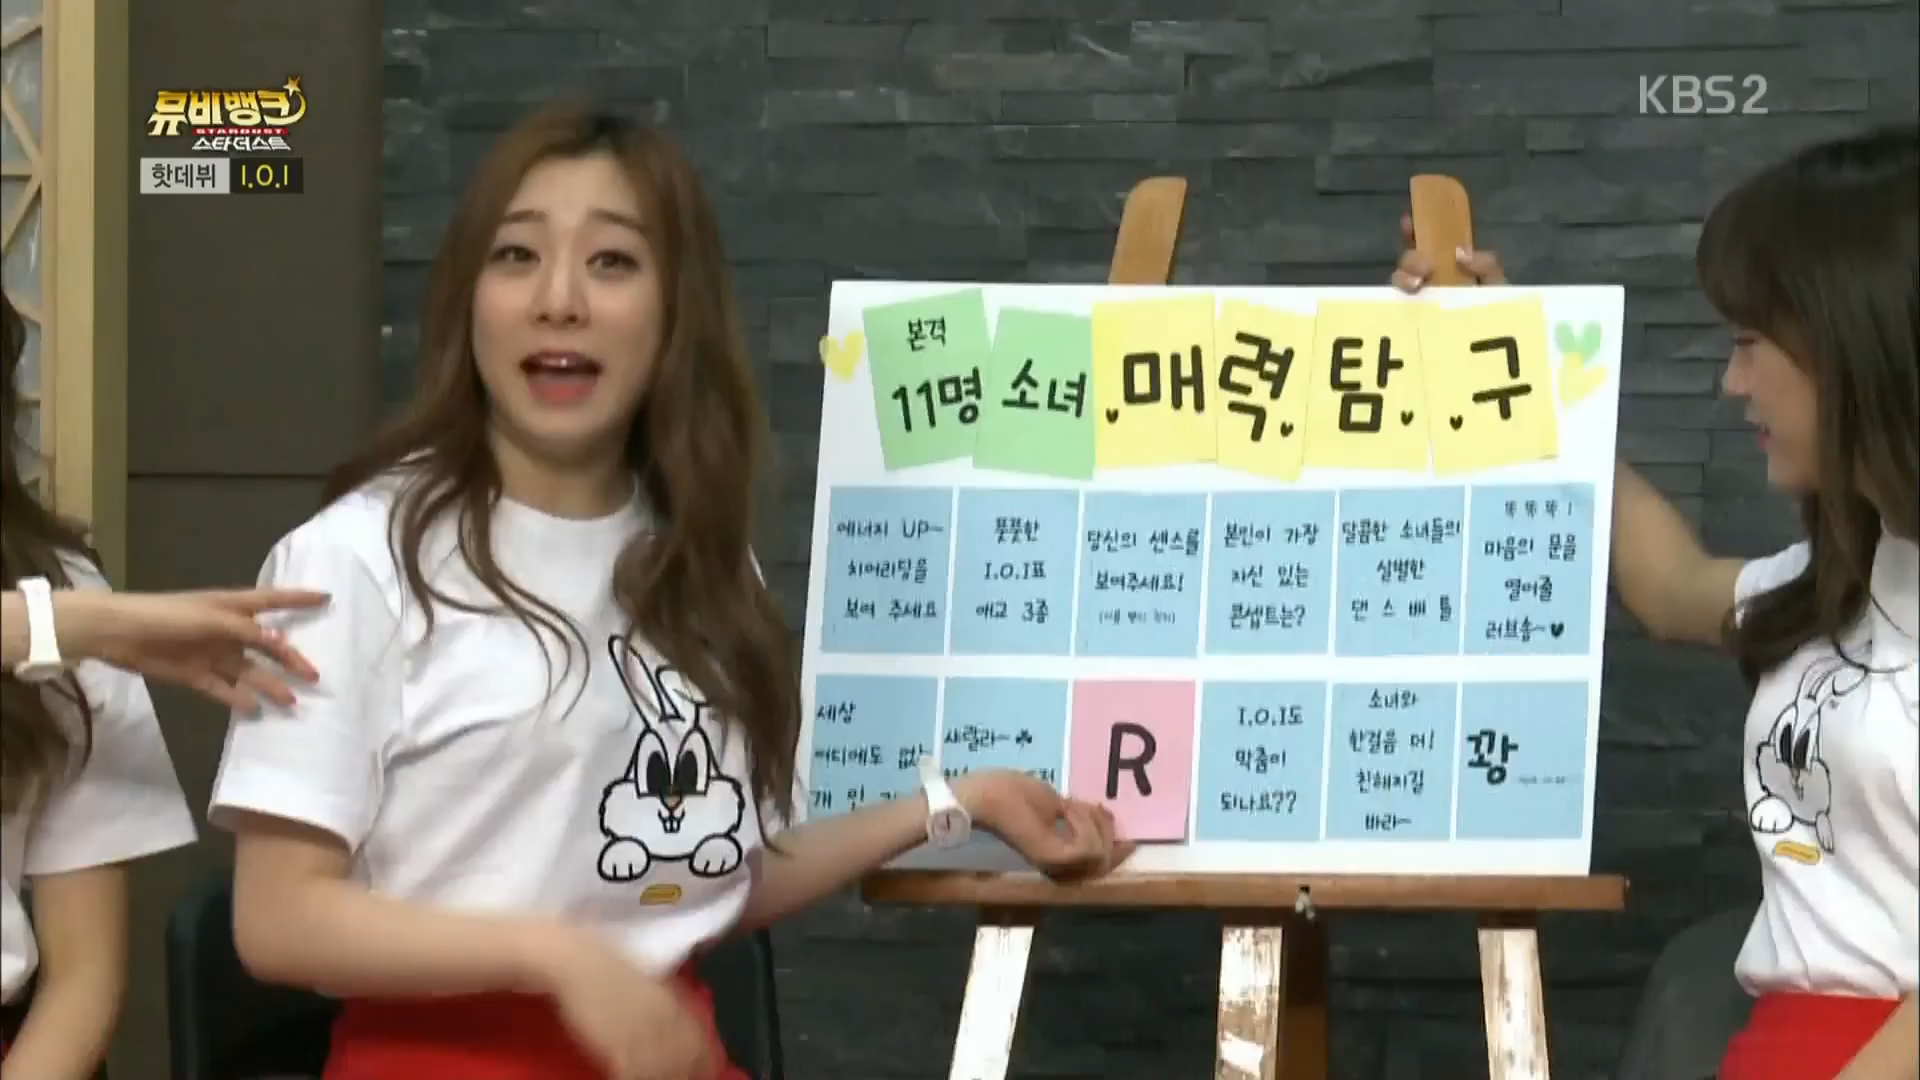 뮤비뱅크
STARDUST
스타더스트
핫데뷔 I.O.I
KBS2
본격
11명 소녀 매력탐구
에너지 UP~
치어리딩을
보여 주세요
풋풋한
I.O.I표
애교 3종
당신의 센스를
보여주세요!
본인이 가장
자신 있는
콘셉트는?
달콤한 소녀들의
살벌한
댄스배틀
똑똑똑!
마음의 문을
열어줄
러브송~♥
세상
어디에도 없는
개인
샤랄라~
R
I.O.I도
막춤이
되나요??
소녀와
한걸음 더!
친해지길
바라~
꽝